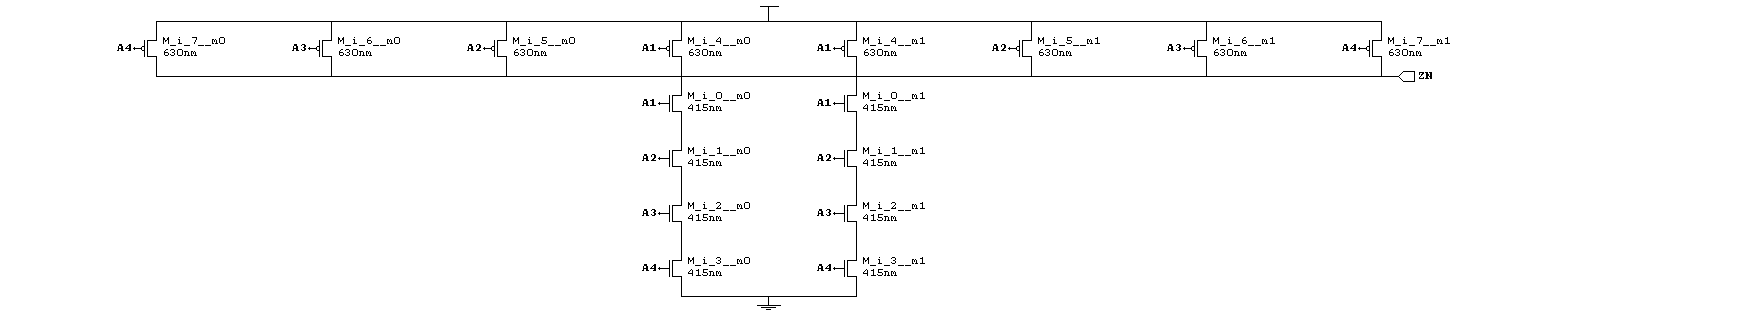 A4 M_i_7__m0 A3 M_i_6__m0 A2 M_i_5__m0 A1 M_i_4__m0 A1 M_i_4__m1 A2 M_i_5__m1 A3 M_i_6__m1 A4 M_i_7__m1
630nm 630nm 630nm 630nm 630nm 630nm 630nm 630nm
ZN
A1 M_i_0__m0 A1 M_i_0__m1
415nm 415nm
A2 M_i_1__m0 A2 M_i_1__m1
415nm 415nm
A3 M_i_2__m0 A3 M_i_2__m1
415nm 415nm
A4 M_i_3__m0 A4 M_i_3__m1
415nm 415nm